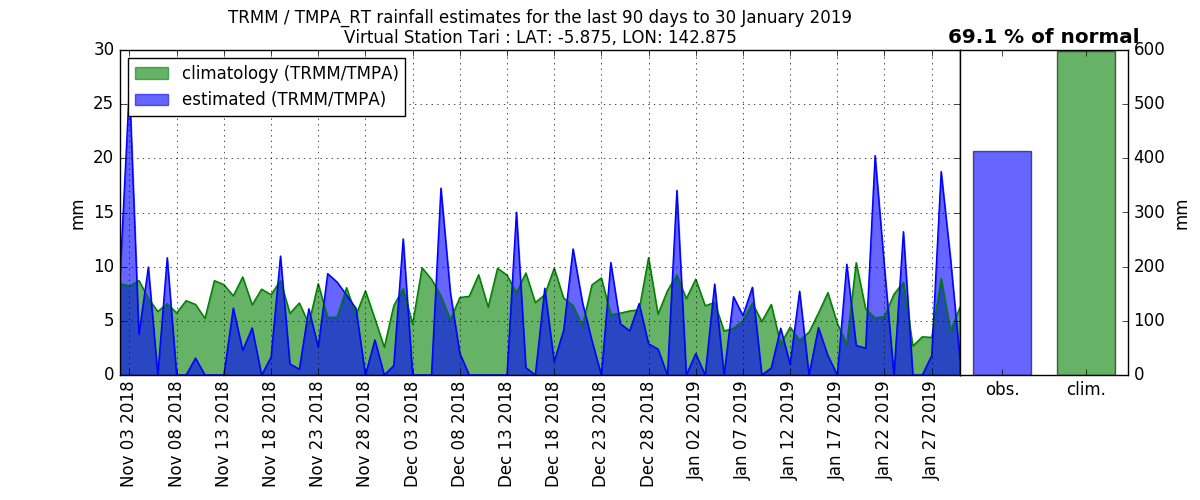 TRMM / TMPA_RT rainfall estimates for the last 90 days to 30 January 2019
Virtual Station Tari : LAT: -5.875, LON: 142.875
69.1 % of normal
climatology (TRMM/TMPA)
estimated (TRMM/TMPA)
30
25
20
15
10
5
0
mm
Nov 03 2018
Nov 08 2018
Nov 13 2018
Nov 18 2018
Nov 23 2018
Nov 28 2018
Dec 03 2018
Dec 08 2018
Dec 13 2018
Dec 18 2018
Dec 23 2018
Dec 28 2018
Jan 02 2019
Jan 07 2019
Jan 12 2019
Jan 17 2019
Jan 22 2019
Jan 27 2019
obs.
clim.
600
500
400
300
200
100
0
mm